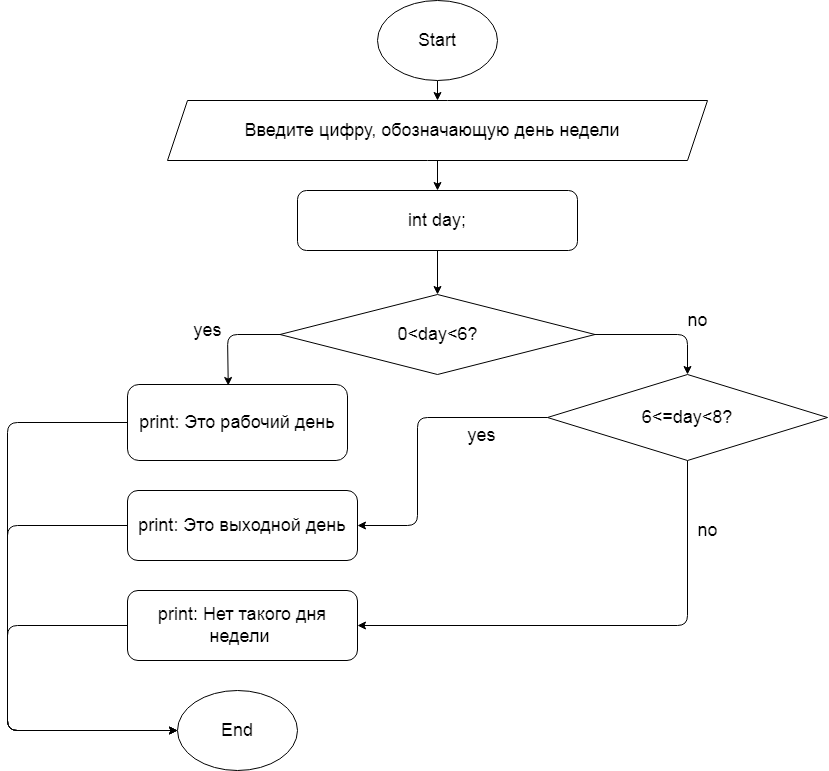 Start
Введите цифру, обозначающую день недели
int day;
0<day<6?
yes
no
print: Это рабочий день
6<=day<8?
yes
print: Это выходной день
no
print: Нет такого дня
недели
End